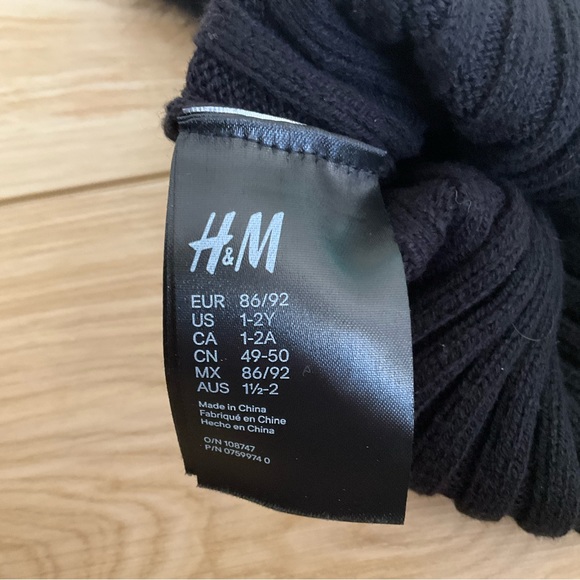 H&M
EUR 86/92
US 1-2Y
CA 1-2A
CN 49-50
MX 86/92 A
AUS 1½-2
Made in China
Fabriqué en Chine
Hecho en China
O/N 108747
P/N 0759974 0